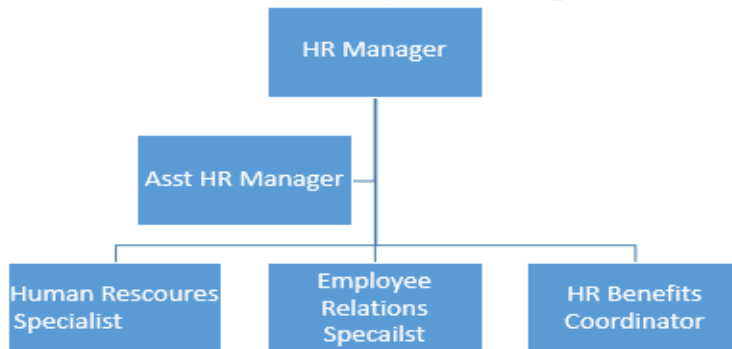 HR Manager
Asst HR Manager
Human Rescoures
Specialist
Employee
Relations
Specailst
HR Benefits
Coordinator